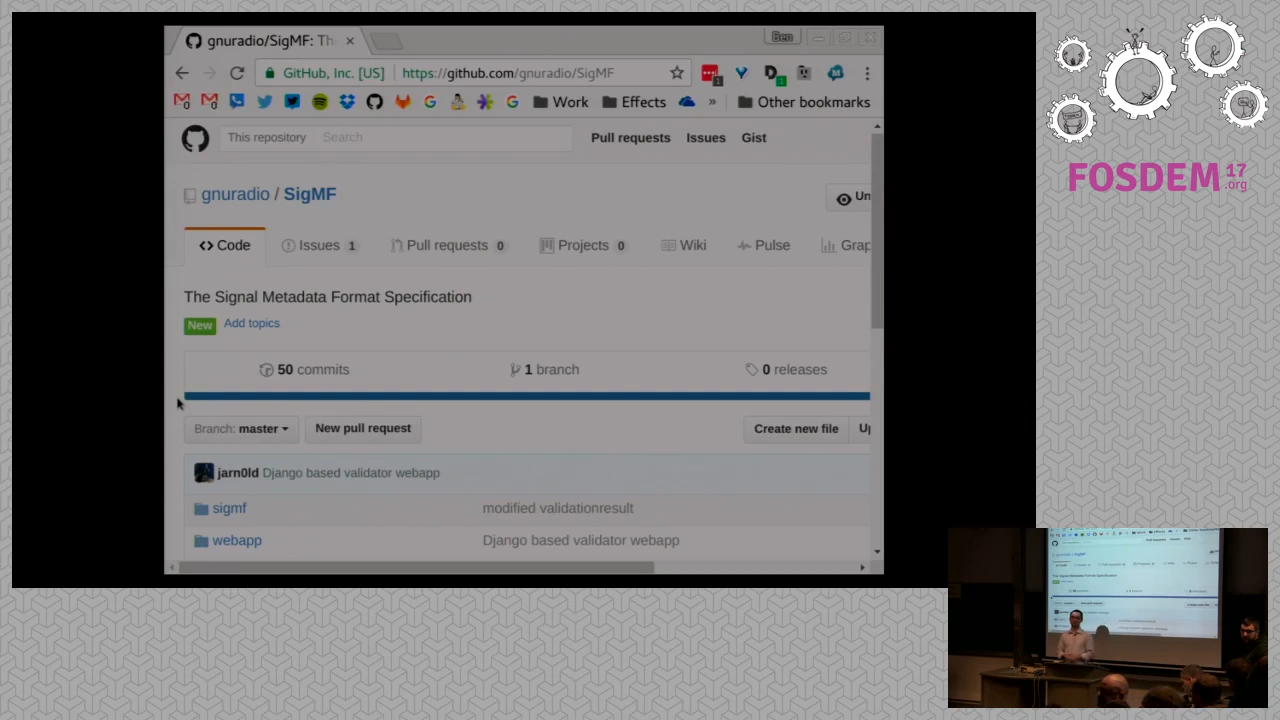 gnuradio/SigMF: Th
Ben
GitHub, Inc. [US] https://github.com/gnuradio/SigMF
Work Effects » Other bookmarks
This repository Search Pull requests Issues Gist
gnuradio / SigMF
Un
Code Issues 1 Pull requests 0 Projects 0 Wiki Pulse Grap
The Signal Metadata Format Specification
New Add topics
50 commits 1 branch 0 releases
Branch: master New pull request Create new file Up
jarn0ld Django based validator webapp
sigmf modified validationresult
webapp Django based validator webapp
FOSDEM 17
.org